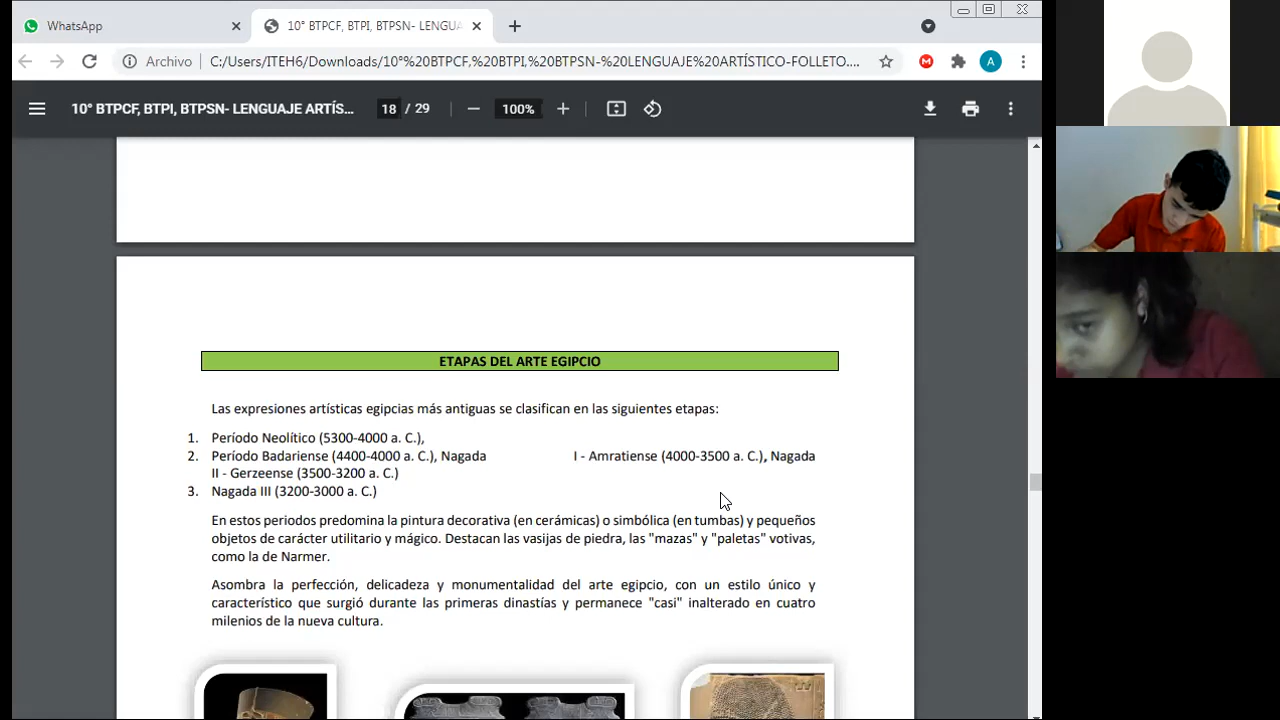 WhatsApp
10° BTPCF, BTPI, BTPSN- LENGUA
Archivo
C:/Users/ITEH6/Downloads/10°%20BTPCF,%20BTPI,%20BTPSN-%20LENGUAJE%20ARTÍSTICO-FOLLETO....
A
10° BTPCF, BTPI, BTPSN- LENGUAJE ARTÍS...
18 / 29
100%
ETAPAS DEL ARTE EGIPCIO
Las expresiones artísticas egipcias más antiguas se clasifican en las siguientes etapas:
1. Período Neolítico (5300-4000 a. C.),
2. Período Badariense (4400-4000 a. C.), Nagada I - Amratiense (4000-3500 a. C.), Nagada
II - Gerzeense (3500-3200 a. C.)
3. Nagada III (3200-3000 a. C.)
En estos periodos predomina la pintura decorativa (en cerámicas) o simbólica (en tumbas) y pequeños
objetos de carácter utilitario y mágico. Destacan las vasijas de piedra, las "mazas" y "paletas" votivas,
como la de Narmer.
Asombra la perfección, delicadeza y monumentalidad del arte egipcio, con un estilo único y
característico que surgió durante las primeras dinastías y permanece "casi" inalterado en cuatro
milenios de la nueva cultura.